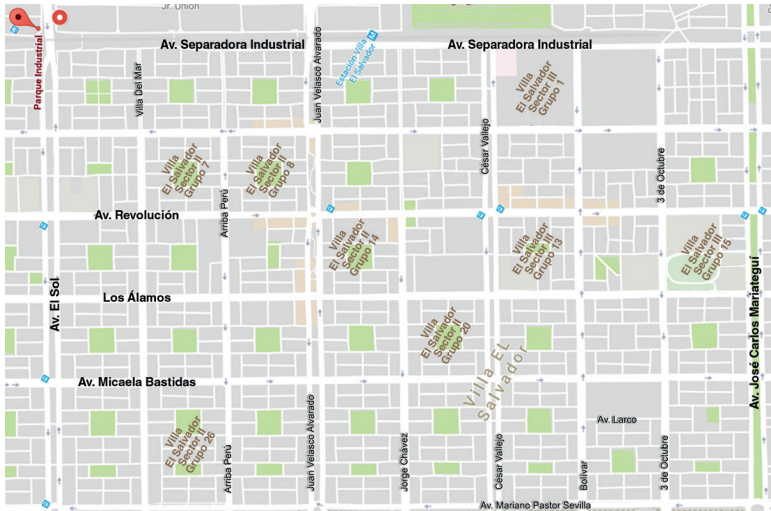 Jr. Unión
Av. Separadora Industrial
Av. Separadora Industrial
Parque Industrial
Villa Del Mar
Juan Velasco Alvarado
Estación Villa
El Salvador
M
Villa
El Salvador
Sector III
Grupo 1
César Vallejo
3 de Octubre
Villa
El Salvador
Sector II
Grupo 7
Villa
El Salvador
Sector II
Grupo 8
Arriba Perú
Av. Revolución
Villa
El Salvador
Sector II
Grupo 14
Villa
El Salvador
Sector III
Grupo 13
Villa
El Salvador
Sector III
Grupo 15
Av. El Sol
Los Álamos
Av. José Carlos Mariateguí
Villa
El Salvador
Sector II
Grupo 20
Villa EL
Salvador
Av. Micaela Bastidas
Villa
El Salvador
Sector II
Grupo 26
Arriba Perú
Juan Velasco Alvarado
Jorge Chávez
César Vallejo
Bolívar
Av. Larco
3 de Octubre
Av. Mariano Pastor Sevilla